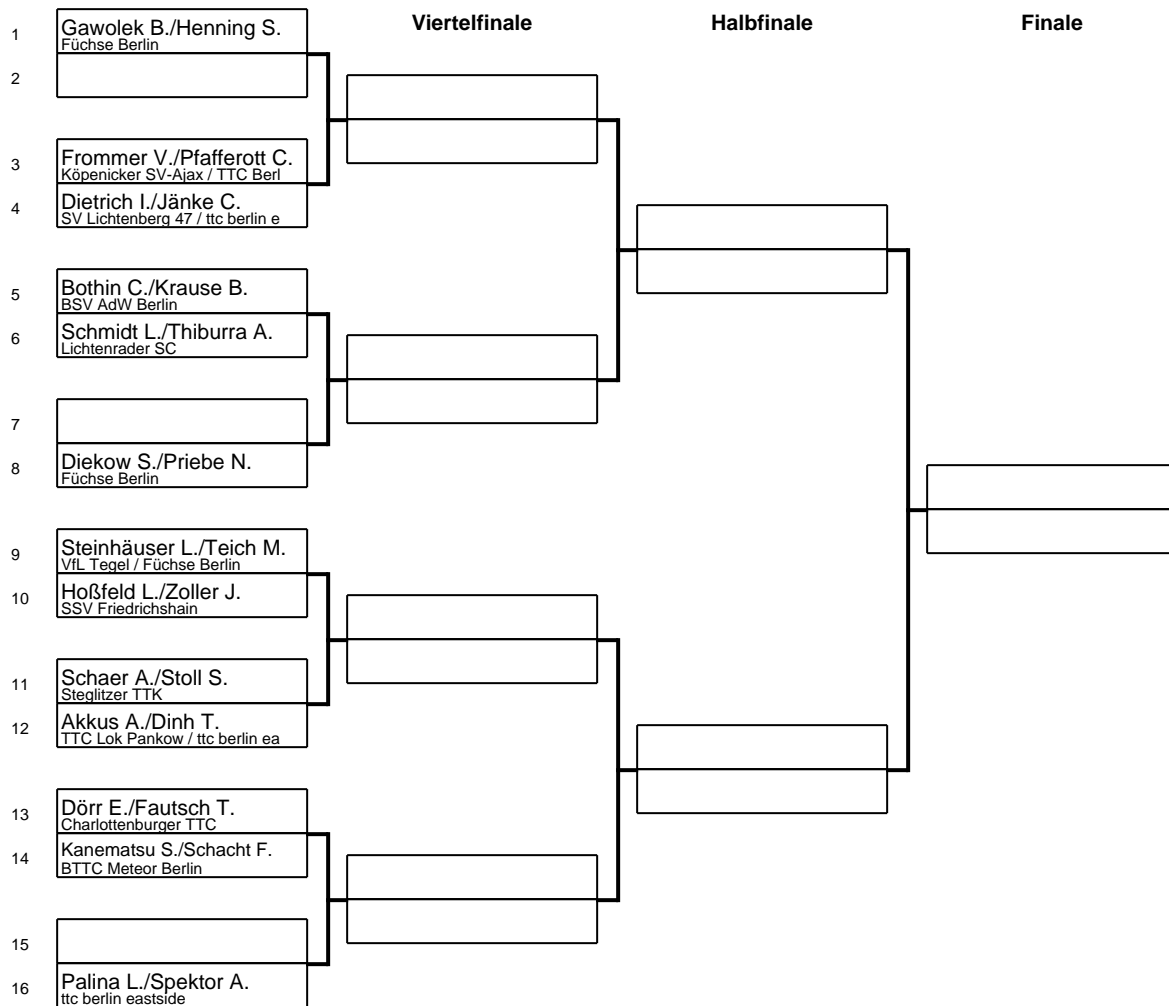 Viertelfinale Halbfinale Finale
1 Gawolek B./Henning S.
Füchse Berlin
2
3 Frommer V./Pfafferott C.
Köpenicker SV-Ajax / TTC Berl
4 Dietrich I./Jänke C.
SV Lichtenberg 47 / ttc berlin e
5 Bothin C./Krause B.
BSV AdW Berlin
6 Schmidt L./Thiburra A.
Lichtenrader SC
7
8 Diekow S./Priebe N.
Füchse Berlin
9 Steinhäuser L./Teich M.
VfL Tegel / Füchse Berlin
10 Hoßfeld L./Zoller J.
SSV Friedrichshain
11 Schaer A./Stoll S.
Steglitzer TTK
12 Akkus A./Dinh T.
TTC Lok Pankow / ttc berlin ea
13 Dörr E./Fautsch T.
Charlottenburger TTC
14 Kanematsu S./Schacht F.
BTTC Meteor Berlin
15
16 Palina L./Spektor A.
ttc berlin eastside